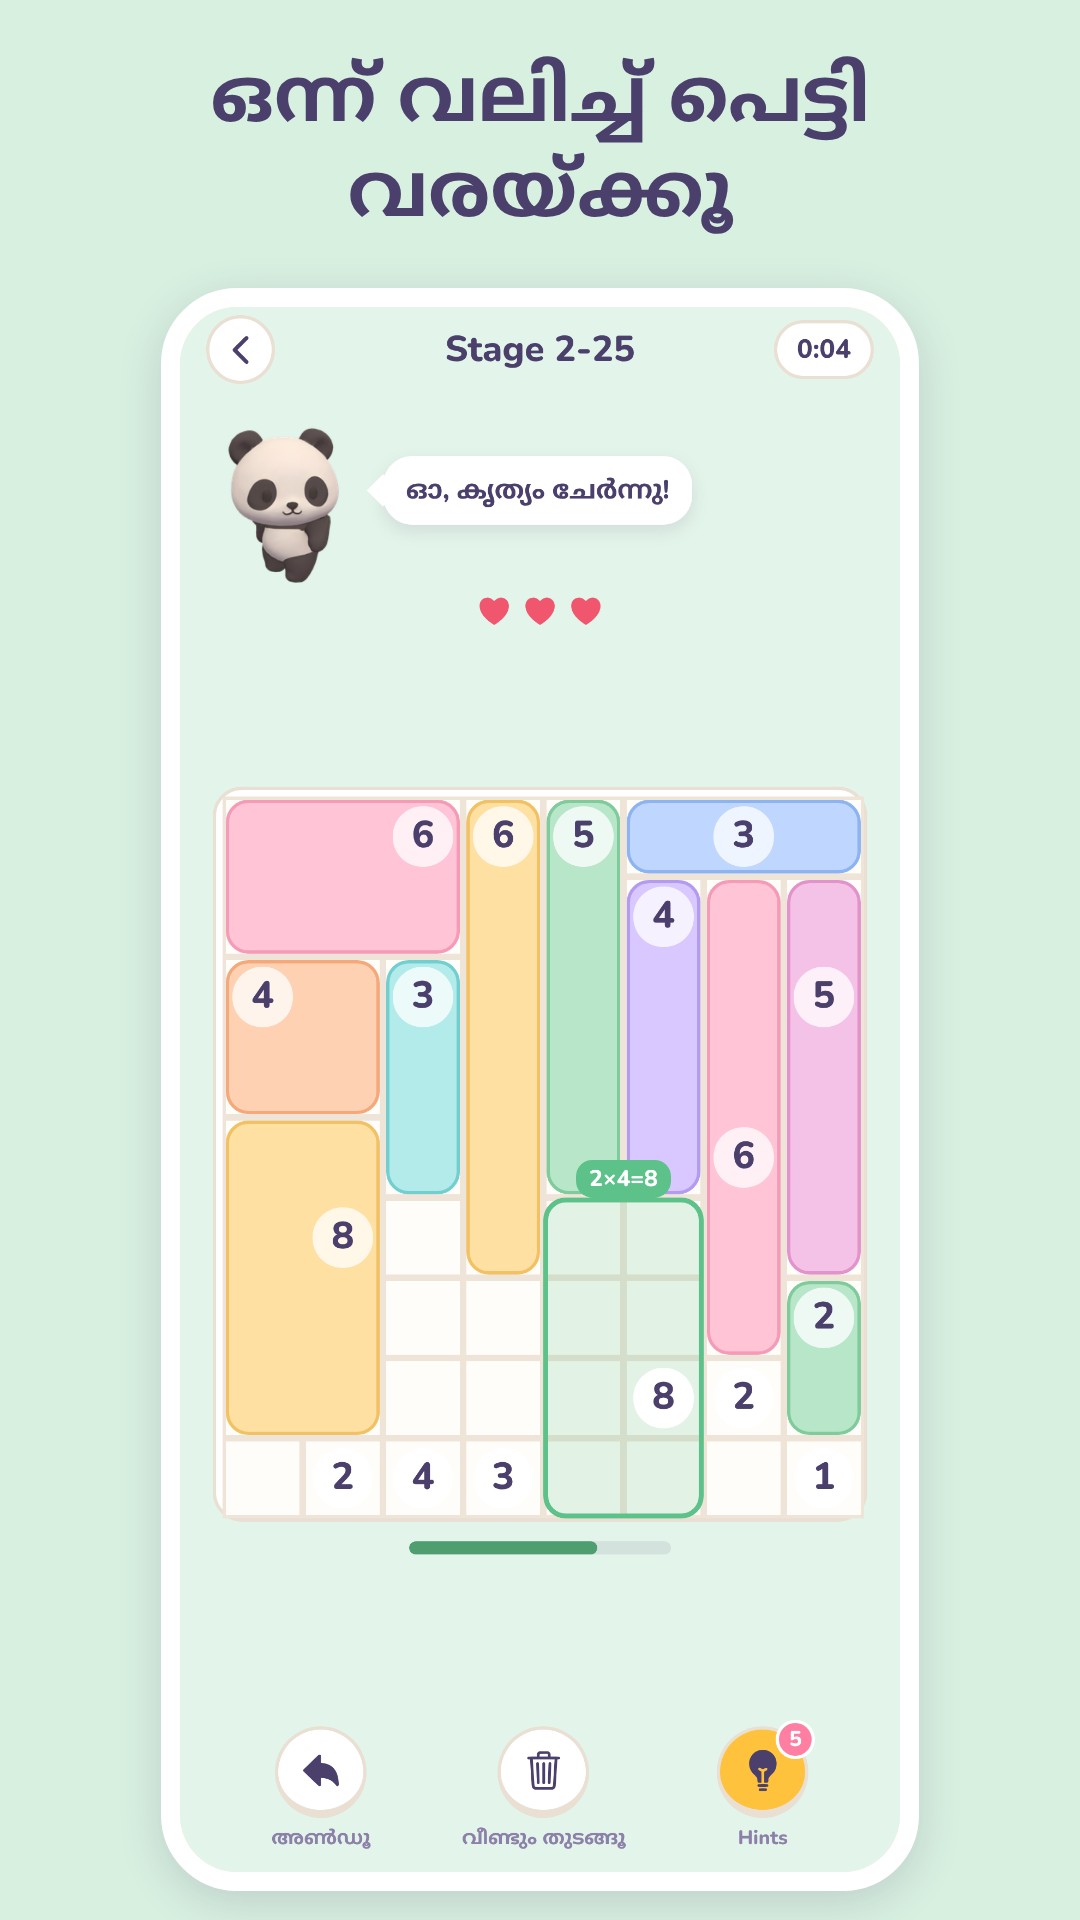 ഒന്ന് വലിച്ച് പെട്ടി
വരയ്ക്കൂ
Stage 2-25
0:04
ഓ, കൃത്യം ചേർന്നു!
6 6 5 3
4
4 3 5
2×4=8
6
8
2
8 2
2 4 3 1
5
അൺഡൂ
വീണ്ടും തുടങ്ങൂ
Hints